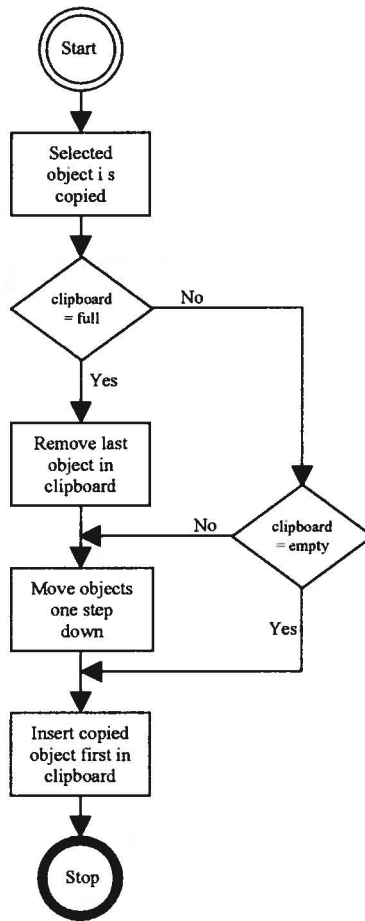 Start
Selected
object i s
copied
clipboard
= full
No
Yes
Remove last
object in
clipboard
No
clipboard
= empty
Move objects
one step
down
Yes
Insert copied
object first in
clipboard
Stop